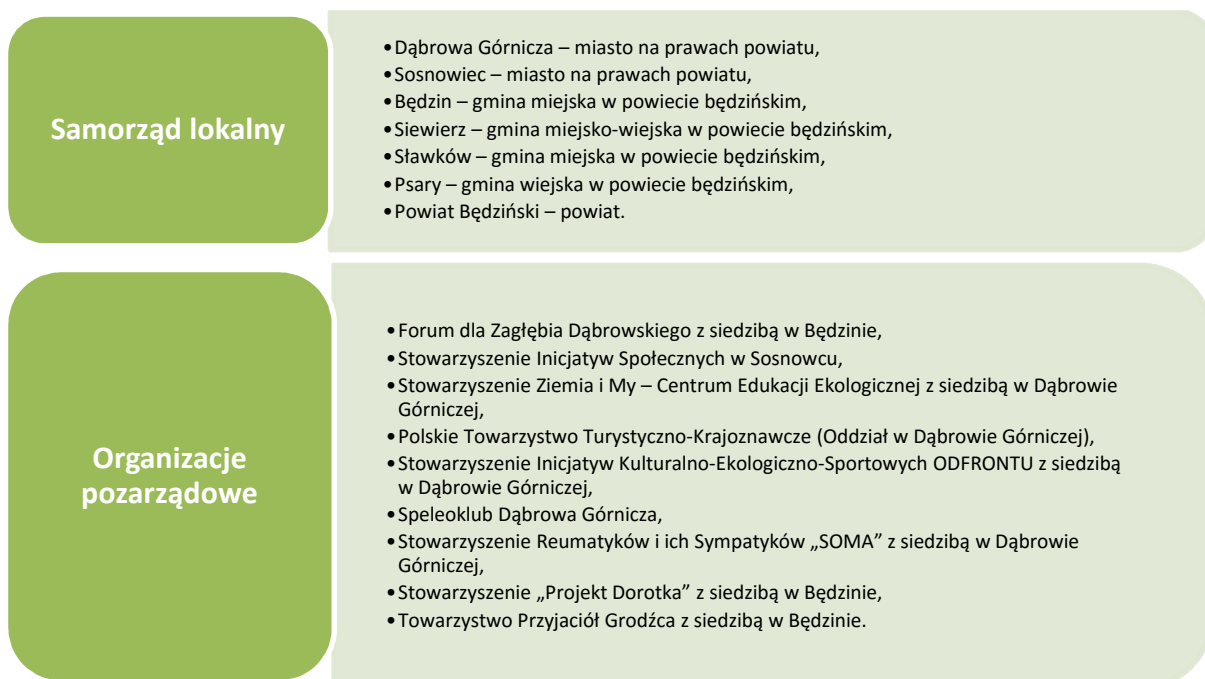 Samorząd lokalny
•Dąbrowa Górnicza – miasto na prawach powiatu,
•Sosnowiec – miasto na prawach powiatu,
•Będzin – gmina miejska w powiecie będzińskim,
•Siewierz – gmina miejsko-wiejska w powiecie będzińskim,
•Sławków – gmina miejska w powiecie będzińskim,
•Psary – gmina wiejska w powiecie będzińskim,
•Powiat Będziński – powiat.
Organizacje
pozarządowe
•Forum dla Zagłębia Dąbrowskiego z siedzibą w Będzinie,
•Stowarzyszenie Inicjatyw Społecznych w Sosnowcu,
•Stowarzyszenie Ziemia i My – Centrum Edukacji Ekologicznej z siedzibą w Dąbrowie
Górniczej,
•Polskie Towarzystwo Turystyczno-Krajoznawcze (Oddział w Dąbrowie Górniczej),
•Stowarzyszenie Inicjatyw Kulturalno-Ekologiczno-Sportowych ODFRONTU z siedzibą
w Dąbrowie Górniczej,
•Speleoklub Dąbrowa Górnicza,
•Stowarzyszenie Reumatyków i ich Sympatyków „SOMA” z siedzibą w Dąbrowie
Górniczej,
•Stowarzyszenie „Projekt Dorotka” z siedzibą w Będzinie,
•Towarzystwo Przyjaciół Grodźca z siedzibą w Będzinie.